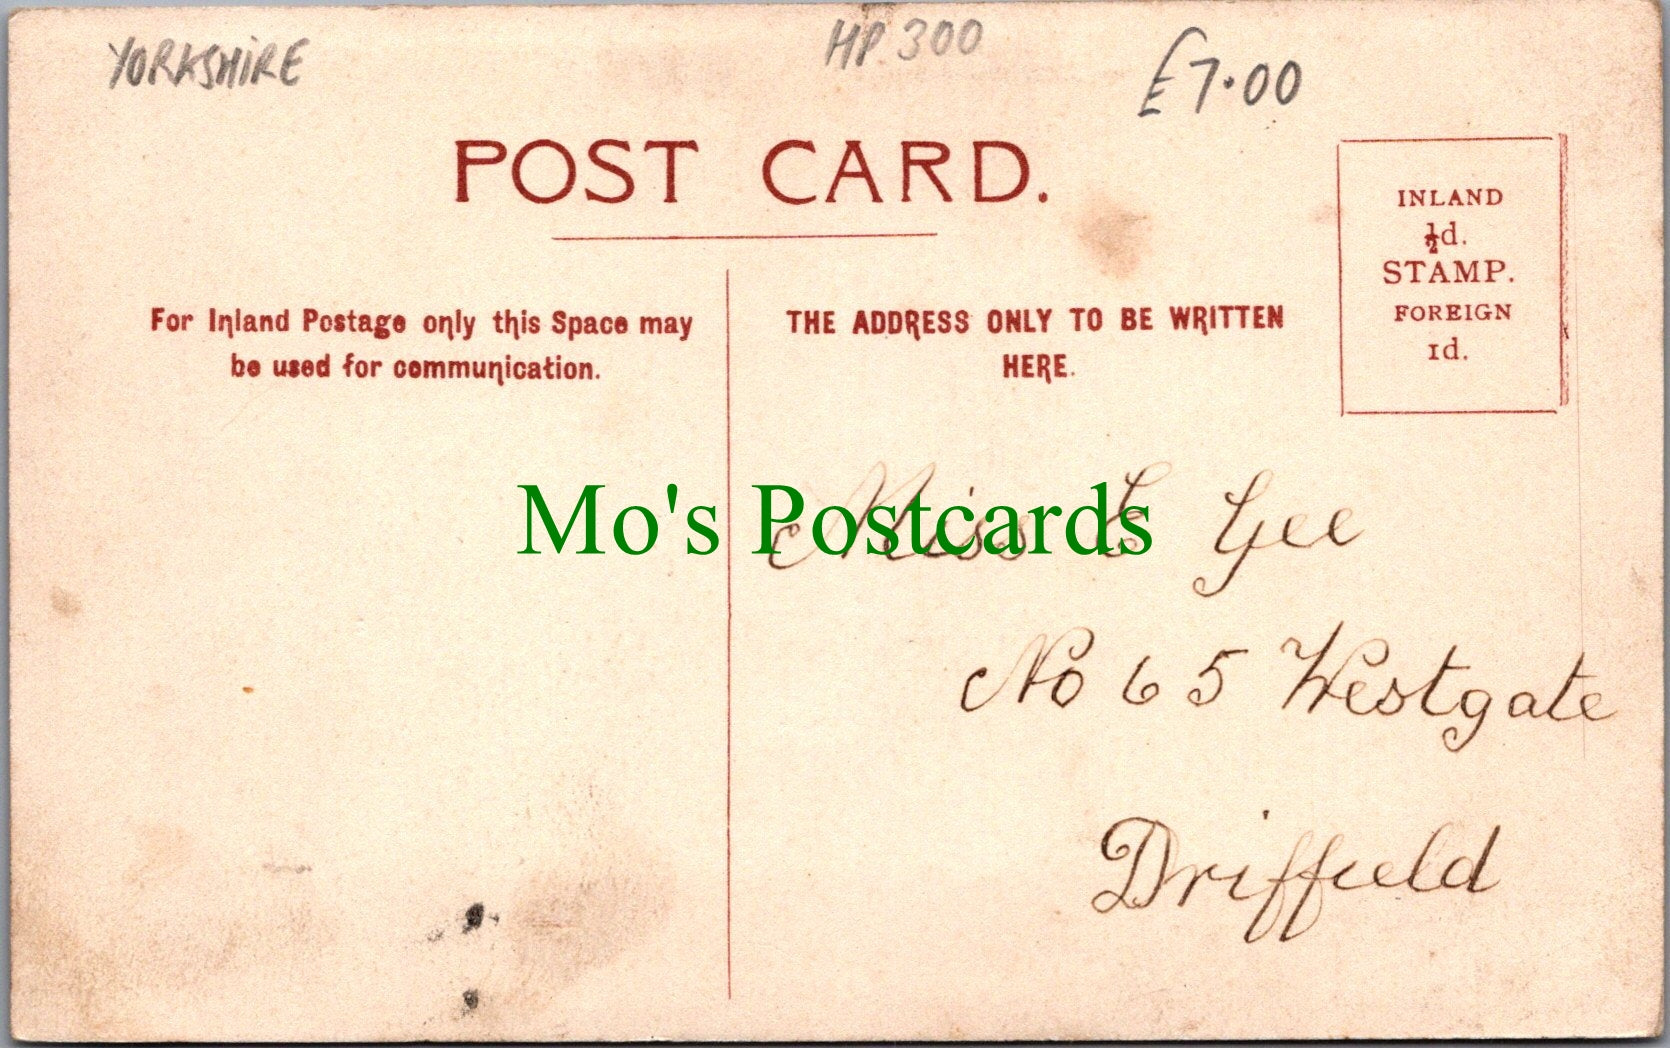 YORKSHIRE
HP. 300
£7.00
POST CARD.
For Inland Postage only this Space may
be used for communication.
THE ADDRESS ONLY TO BE WRITTEN
HERE.
INLAND
½d.
STAMP.
FOREIGN
1d.
Mo's Postcards
Miss E Gee
No 65 Westgate
Driffield